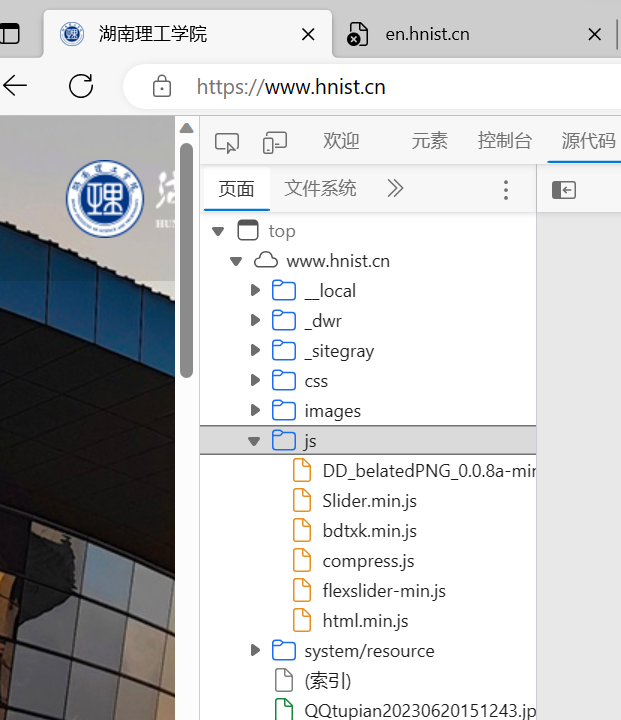 湖南理工学院
en.hnist.cn
https://www.hnist.cn
欢迎 元素 控制台 源代码
页面 文件系统
top
www.hnist.cn
__local
_dwr
_sitegray
css
images
js
DD_belatedPNG_0.0.8a-min
Slider.min.js
bdtxk.min.js
compress.js
flexslider-min.js
html.min.js
system/resource
(索引)
QQtupian20230620151243.jp